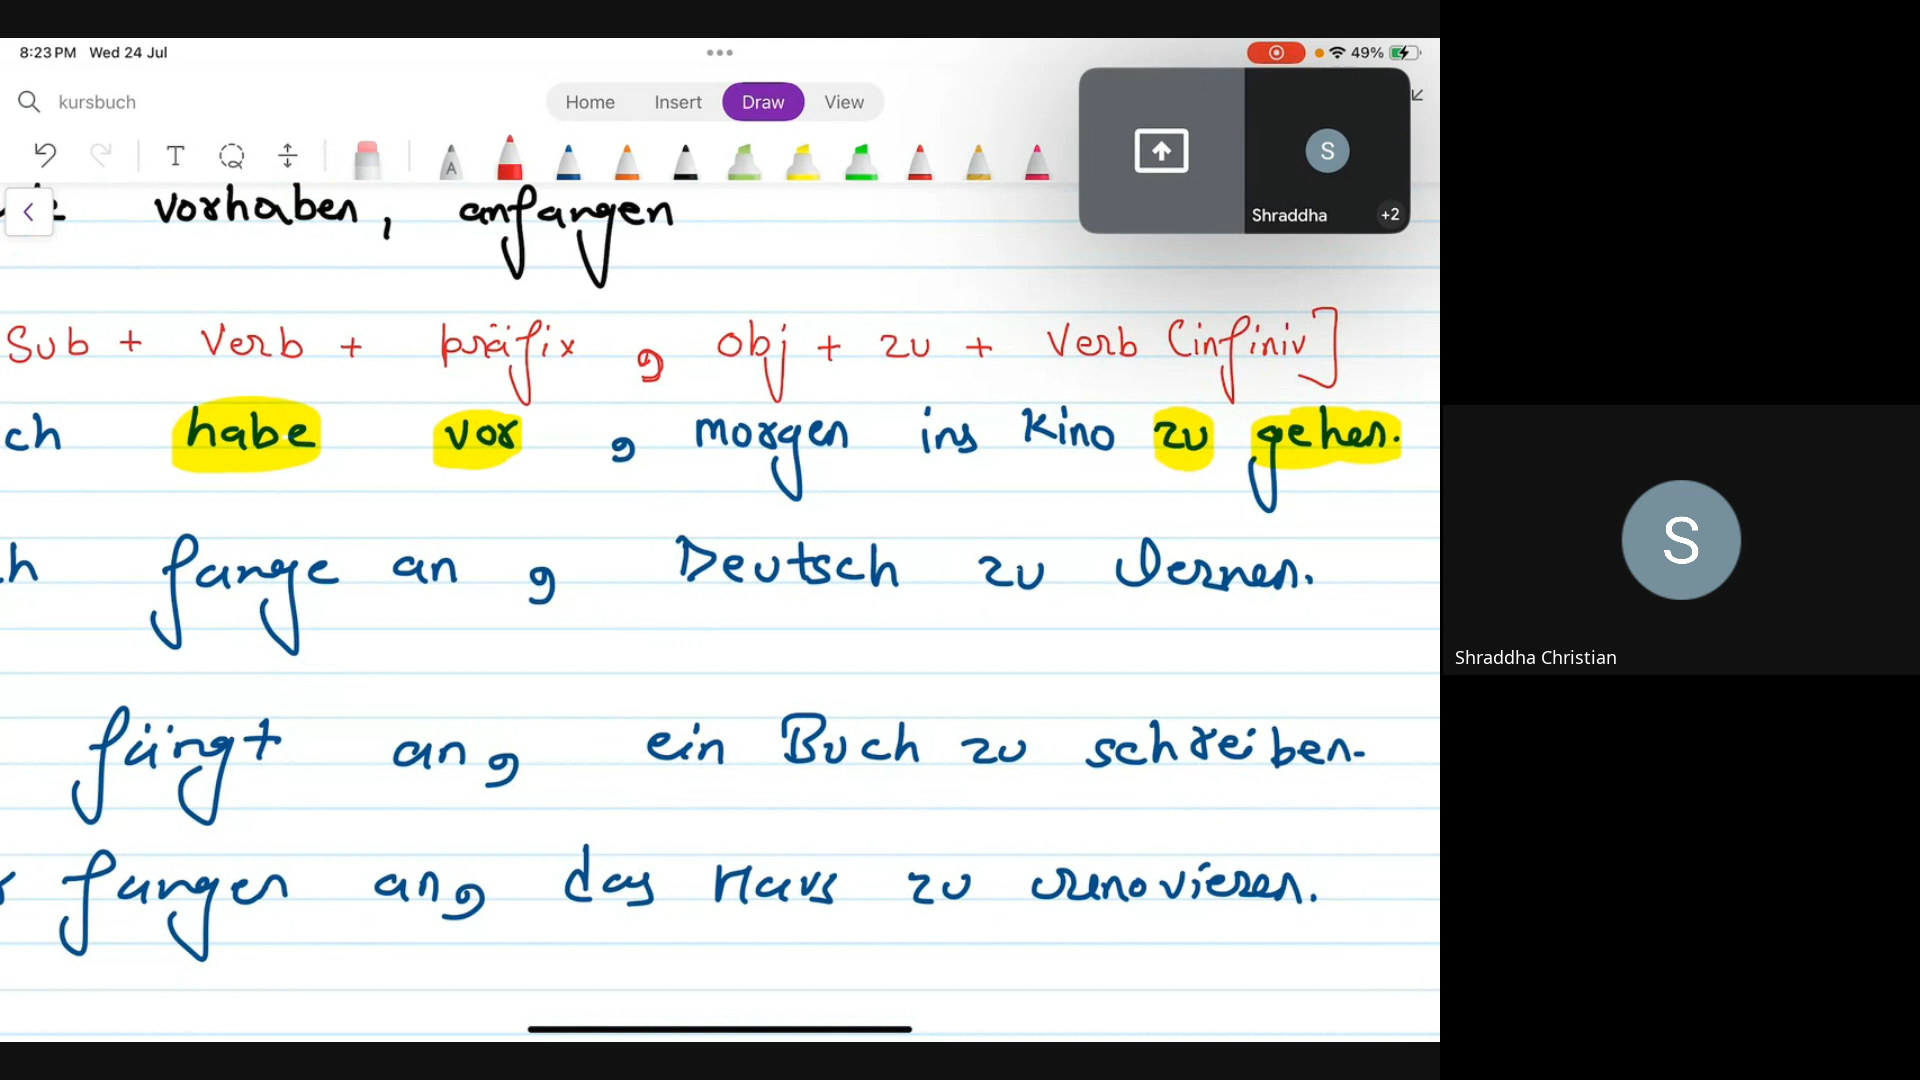 8:23 PM Wed 24 Jul
49%
kursbuch
Home Insert Draw View
T
A
S
Shraddha
+2
vorhaben, anfangen
Sub + Verb + präfix , obj + zu + Verb (infiniv]
ch habe vor , morgen ins Kino zu gehen.
h fange an , Deutsch zu lernen.
fängt an , ein Buch zu schreiben.
fangen an , das Haus zu renovieren.
S
Shraddha Christian